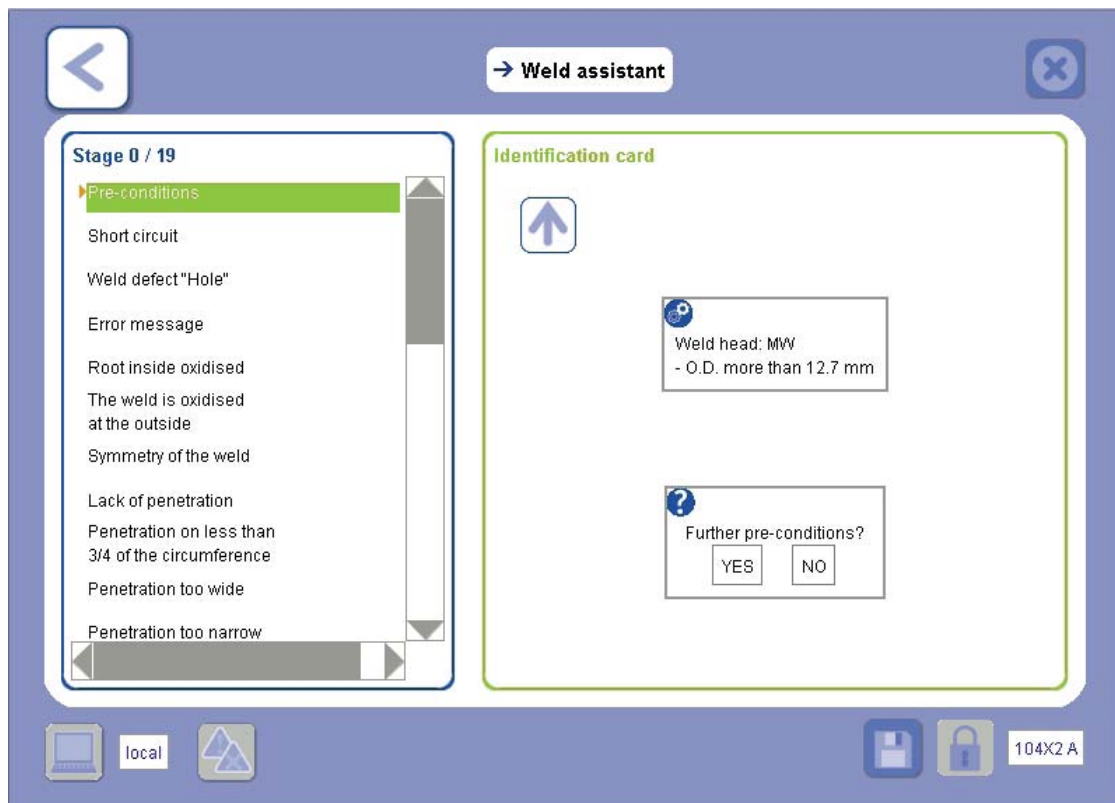 → Weld assistant
Stage 0 / 19
Pre-conditions
Short circuit
Weld defect "Hole"
Error message
Root inside oxidised
The weld is oxidised
at the outside
Symmetry of the weld
Lack of penetration
Penetration on less than
3/4 of the circumference
Penetration too wide
Penetration too narrow
Identification card
Weld head: MW
- O.D. more than 12.7 mm
?
Further pre-conditions?
YES NO
local
104X2 A